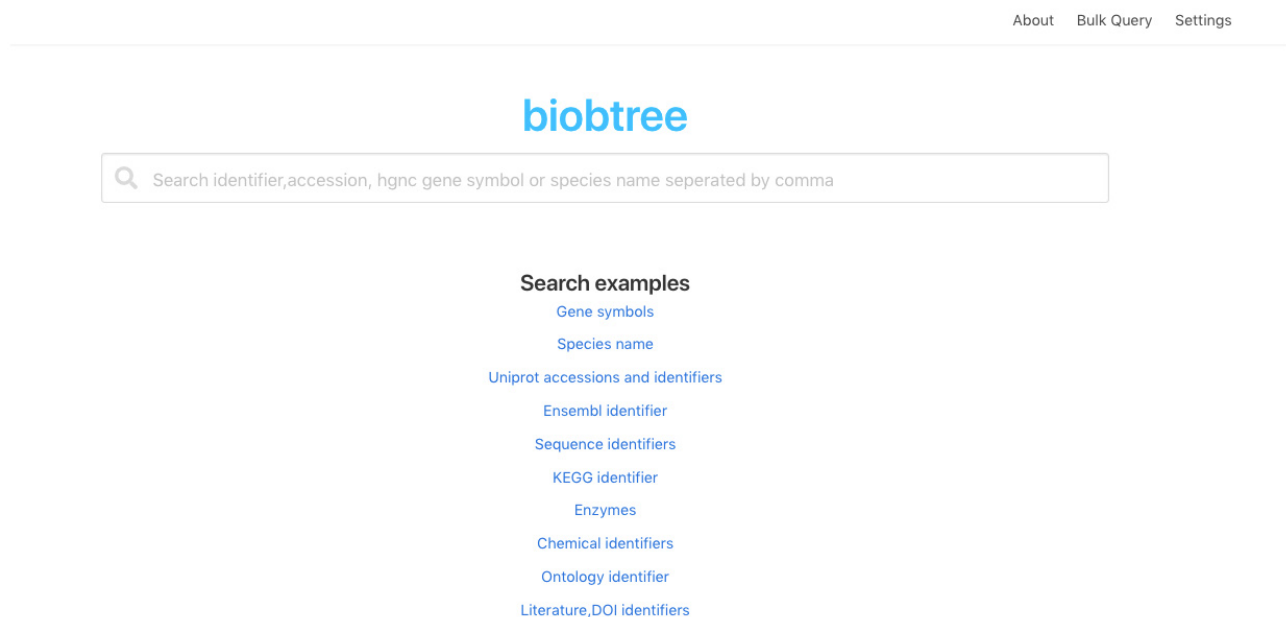 About Bulk Query Settings
biobtree
Search identifier,accession, hgnc gene symbol or species name seperated by comma
Search examples
Gene symbols
Species name
Uniprot accessions and identifiers
Ensembl identifier
Sequence identifiers
KEGG identifier
Enzymes
Chemical identifiers
Ontology identifier
Literature,DOI identifiers